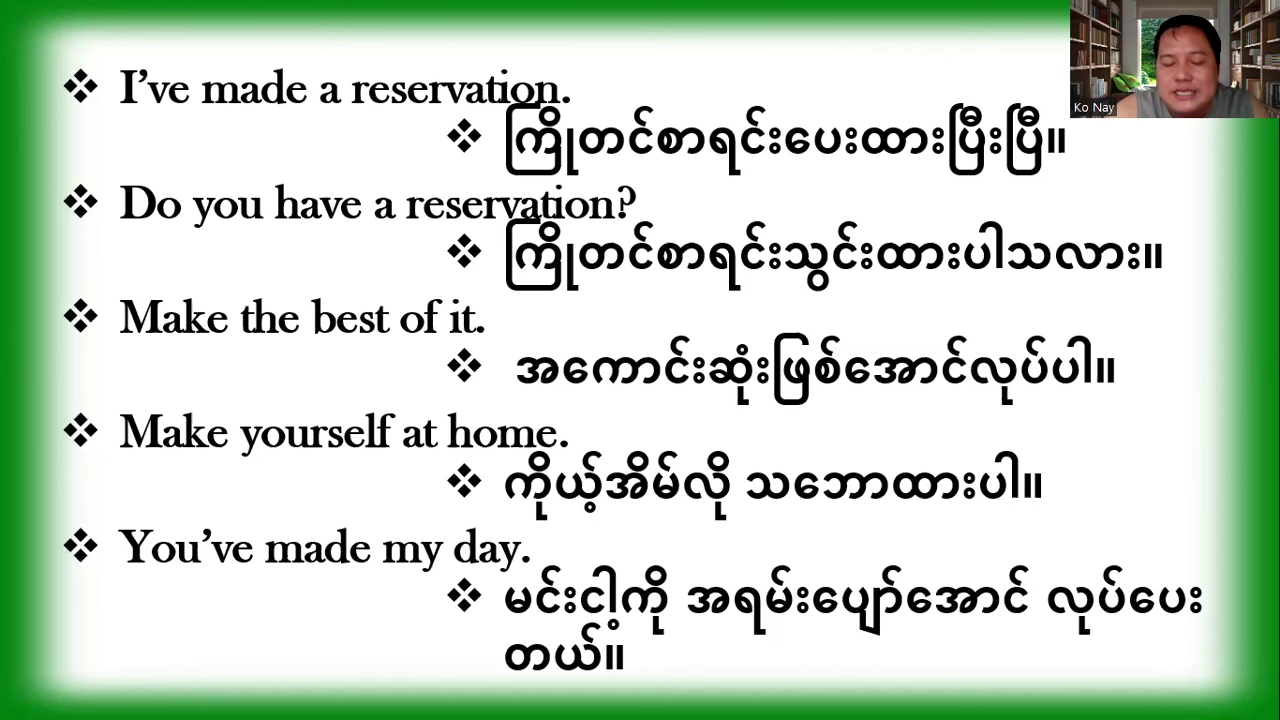 ❖ I’ve made a reservation.
❖ ကြိုတင်စာရင်းပေးထားပြီးပြီ။
❖ Do you have a reservation?
❖ ကြိုတင်စာရင်းသွင်းထားပါသလား။
❖ Make the best of it.
❖ အကောင်းဆုံးဖြစ်အောင်လုပ်ပါ။
❖ Make yourself at home.
❖ ကိုယ့်အိမ်လို သဘောထားပါ။
❖ You’ve made my day.
❖ မင်းငါ့ကို အရမ်းပျော်အောင် လုပ်ပေး
တယ်။
Ko Nay